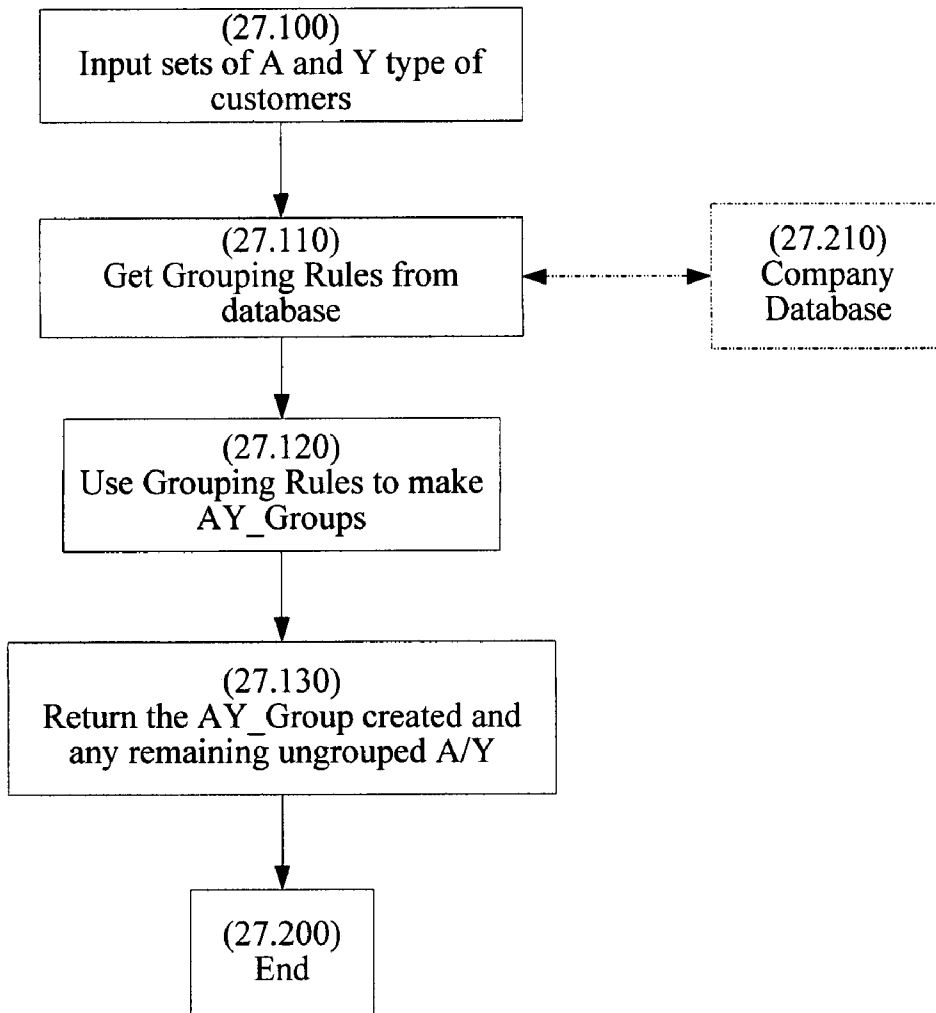 (27.100)
Input sets of A and Y type of
customers
(27.110)
Get Grouping Rules from
database
(27.210)
Company
Database
(27.120)
Use Grouping Rules to make
AY_Groups
(27.130)
Return the AY_Group created and
any remaining ungrouped A/Y
(27.200)
End